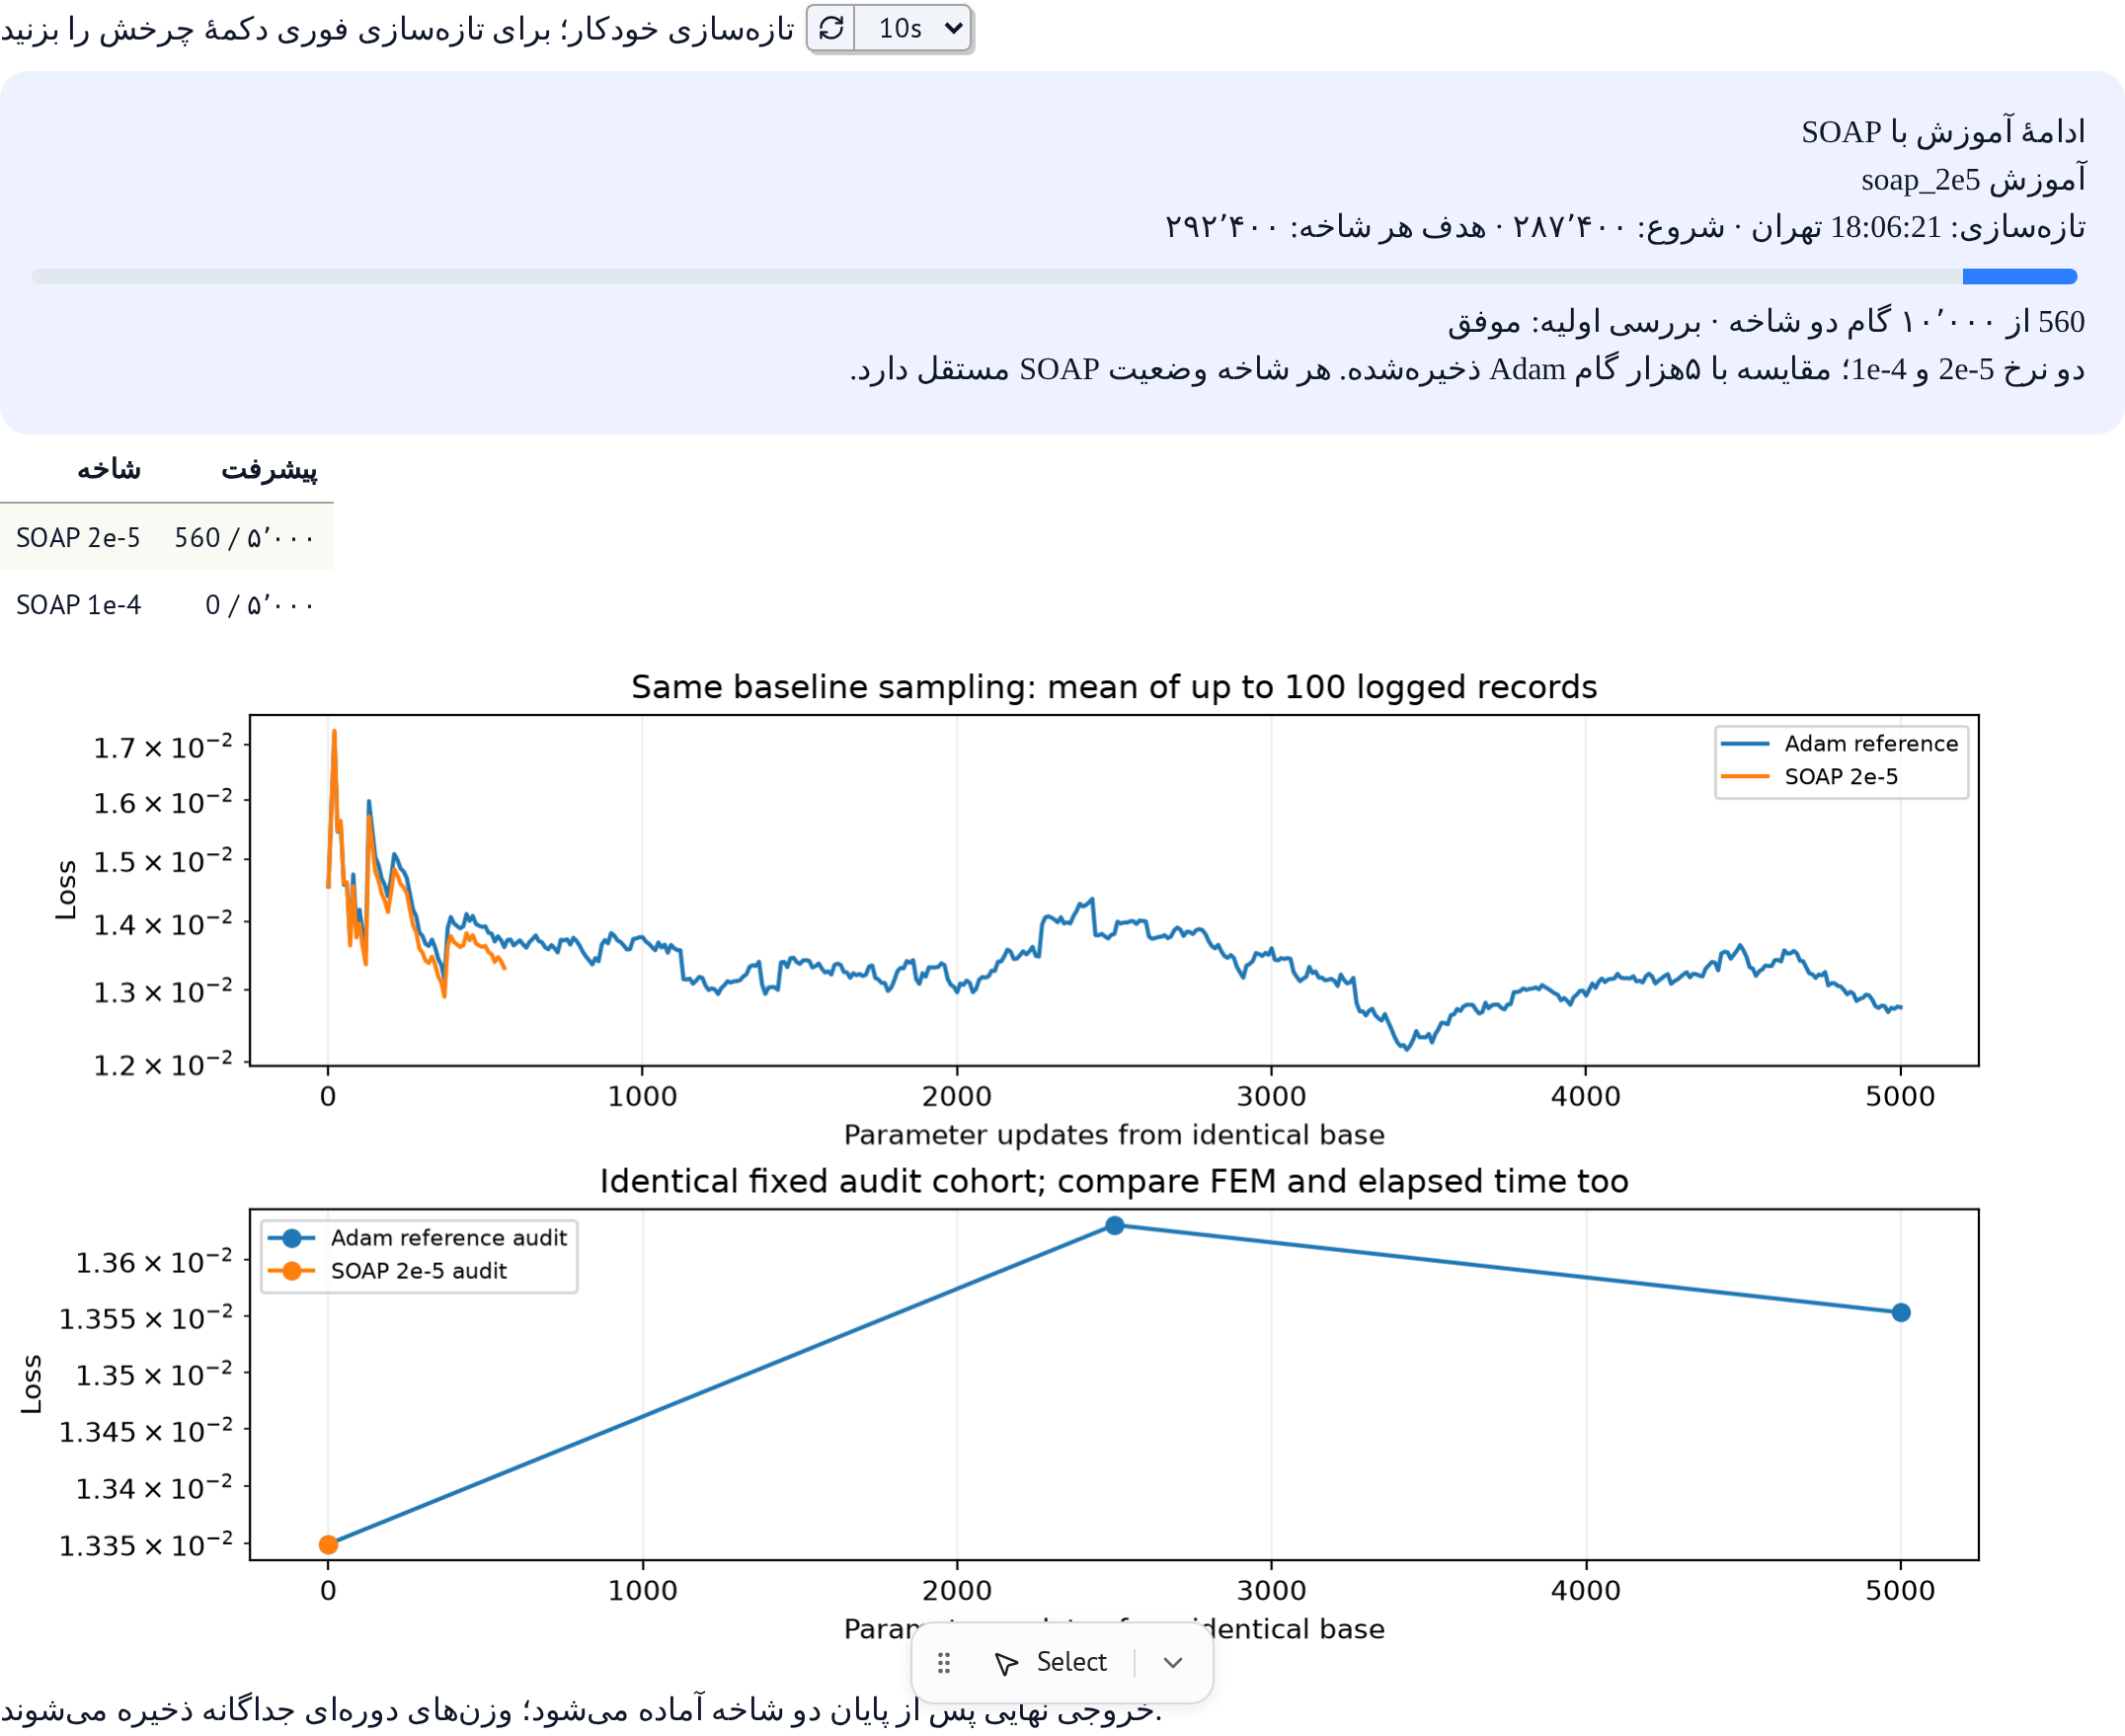 تازه‌سازی خودکار؛ برای تازه‌سازی فوری دکمهٔ چرخش را بزنید
10s
ادامهٔ آموزش با SOAP
آموزش soap_2e5
تازه‌سازی: 18:06:21 تهران · شروع: ۲۸۷٬۴۰۰ · هدف هر شاخه: ۲۹۲٬۴۰۰
560 از ۱۰٬۰۰۰ گام دو شاخه · بررسی اولیه: موفق
دو نرخ 2e-5 و 1e-4؛ مقایسه با ۵هزار گام Adam ذخیره‌شده. هر شاخه وضعیت SOAP مستقل دارد.
شاخه پیشرفت
SOAP 2e-5 560 / ۵٬۰۰۰
SOAP 1e-4 0 / ۵٬۰۰۰
Same baseline sampling: mean of up to 100 logged records
Adam reference
SOAP 2e-5
Loss
1.7 × 10⁻²
1.6 × 10⁻²
1.5 × 10⁻²
1.4 × 10⁻²
1.3 × 10⁻²
1.2 × 10⁻²
0 1000 2000 3000 4000 5000
Parameter updates from identical base
Identical fixed audit cohort; compare FEM and elapsed time too
Adam reference audit
SOAP 2e-5 audit
Loss
1.36 × 10⁻²
1.355 × 10⁻²
1.35 × 10⁻²
1.345 × 10⁻²
1.34 × 10⁻²
1.335 × 10⁻²
0 1000 2000 3000 4000 5000
identical base
Select
خروجی نهایی پس از پایان دو شاخه آماده می‌شود؛ وزن‌های دوره‌ای جداگانه ذخیره می‌شوند.